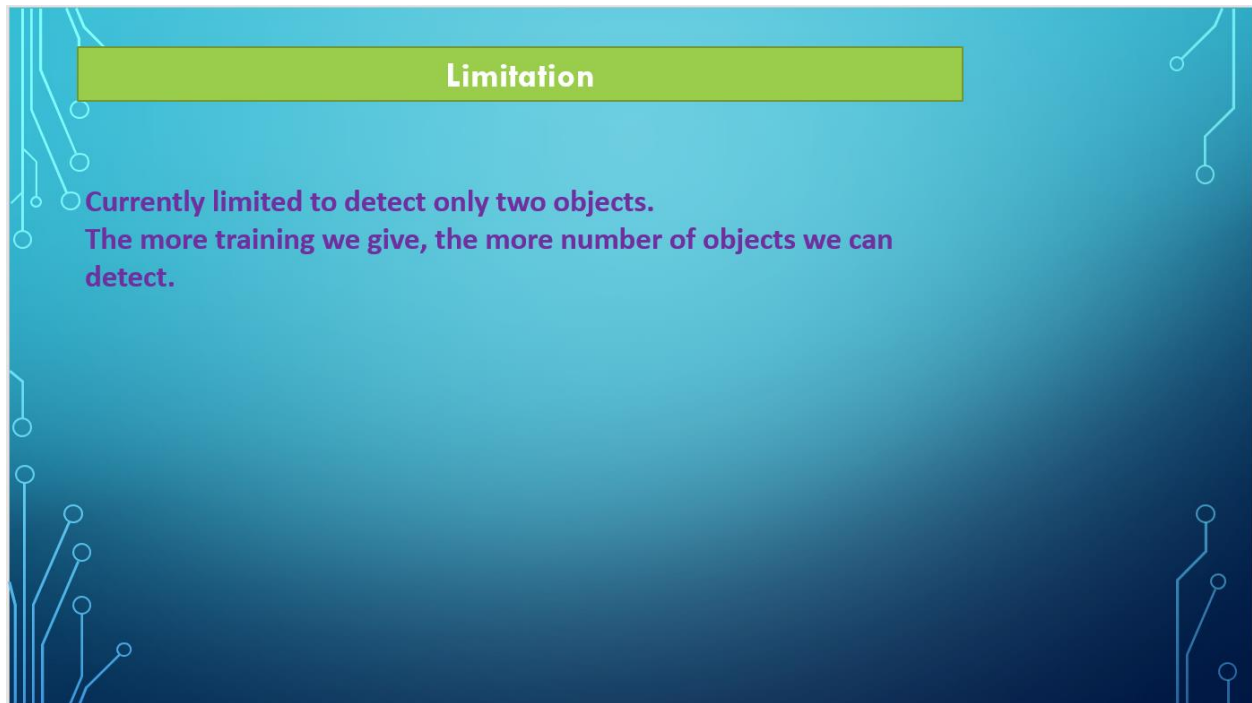 Limitation
Currently limited to detect only two objects.
The more training we give, the more number of objects we can
detect.